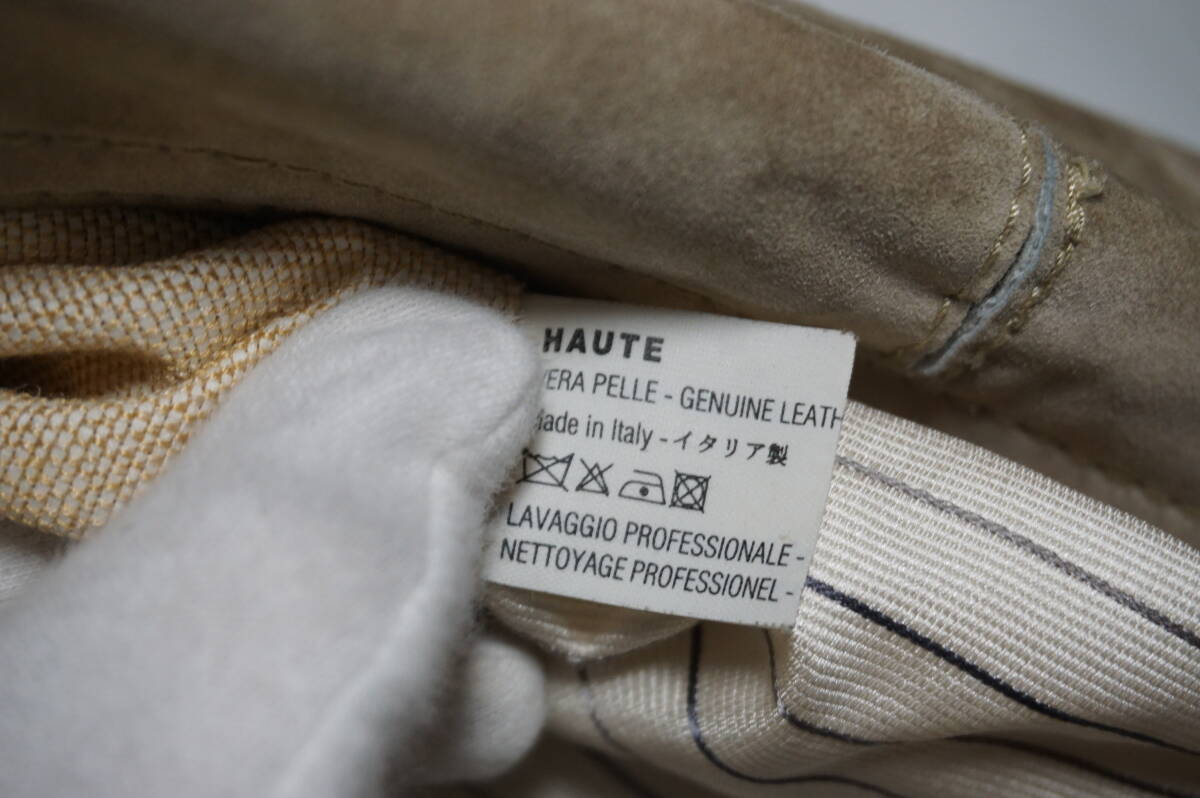 HAUTE
VERA PELLE - GENUINE LEATH
Made in Italy - イタリア製
LAVAGGIO PROFESSIONALE -
NETTOYAGE PROFESSIONEL -